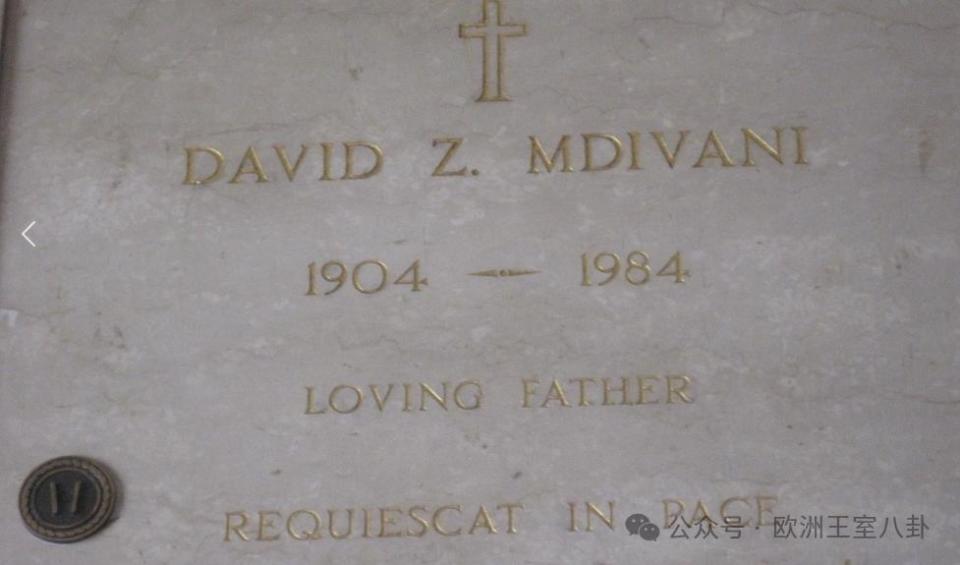 DAVID Z. MDIVANI
1904 — 1984
LOVING FATHER
REQUIESCAT IN PACE
公众号 · 欧洲王室八卦